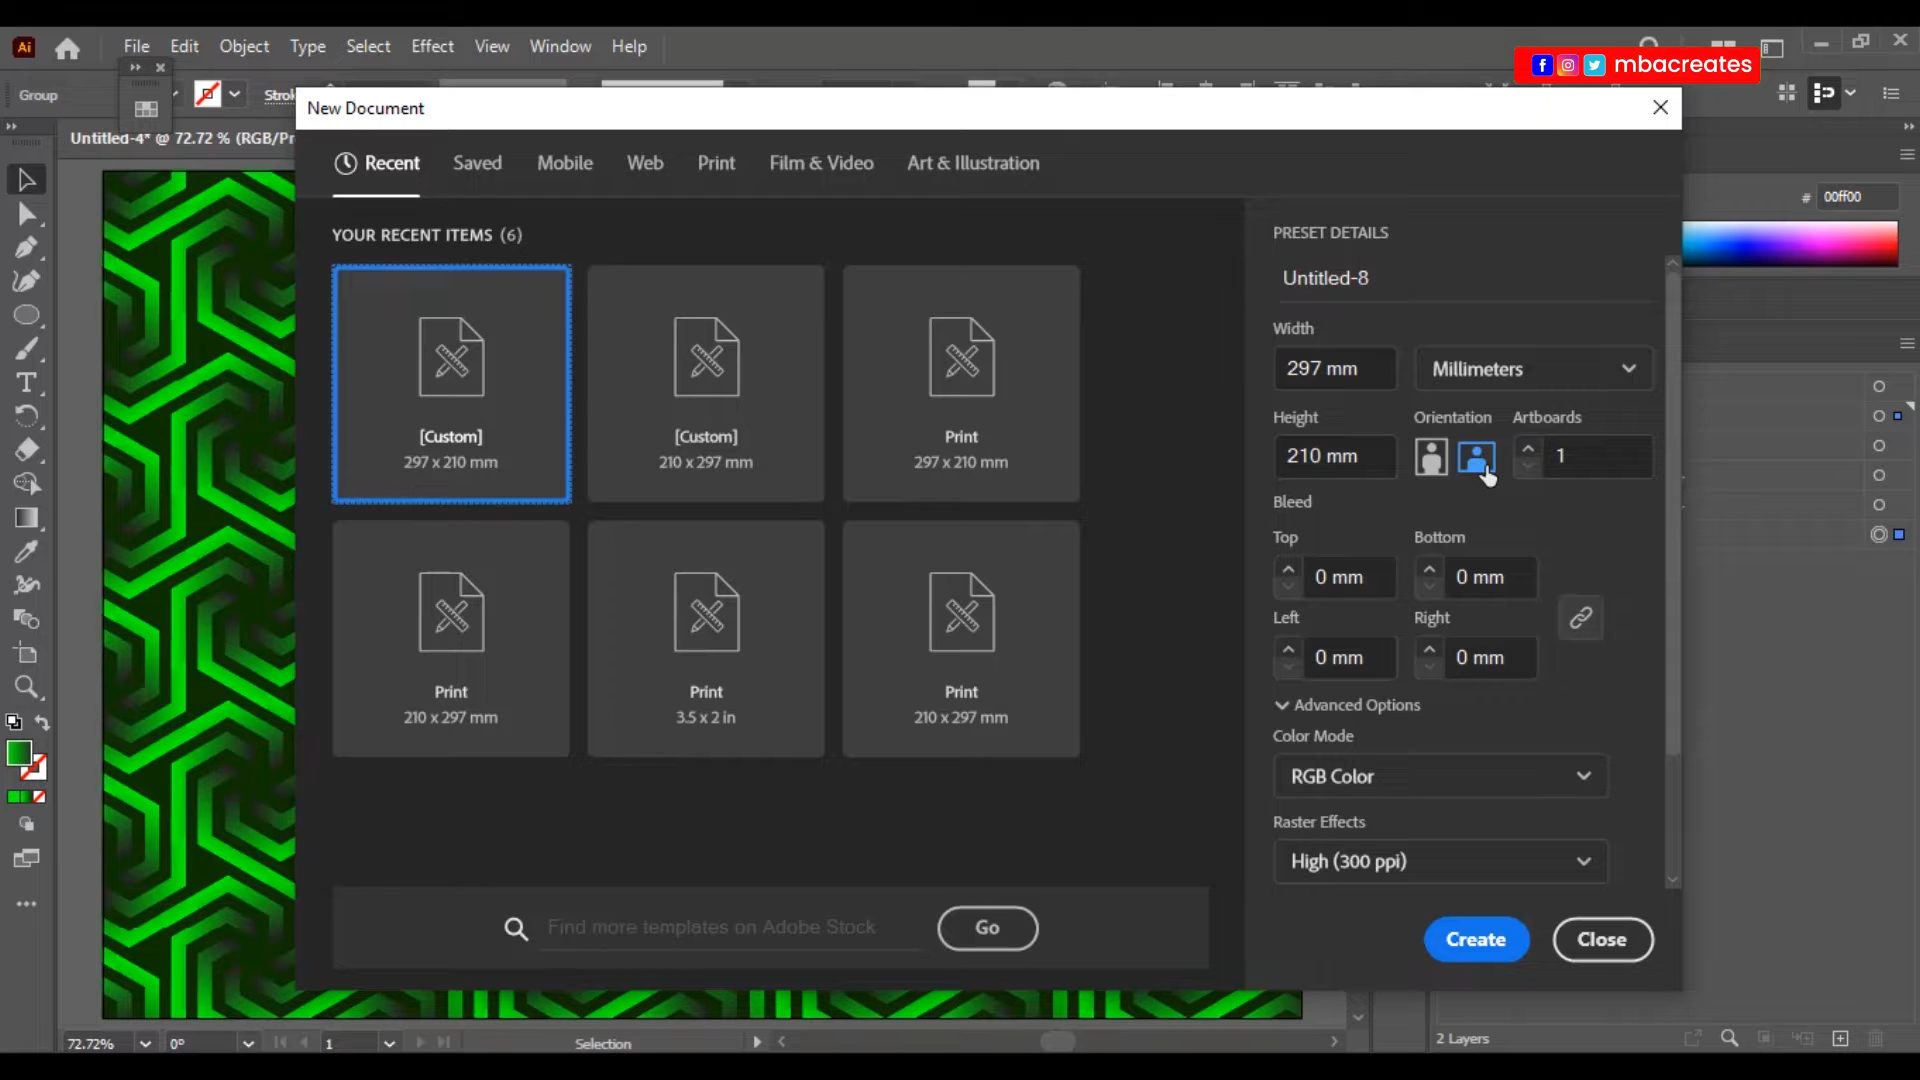 Ai File Edit Object Type Select Effect View Window Help
mbacreates
Group
New Document
Untitled-4* @ 72.72 % (RGB/Pr
Recent Saved Mobile Web Print Film & Video Art & Illustration
# 00ff00
YOUR RECENT ITEMS (6)
PRESET DETAILS
Untitled-8
Width
297 mm Millimeters
Height Orientation Artboards
210 mm 1
[Custom] [Custom] Print
297 x 210 mm 210 x 297 mm 297 x 210 mm
Bleed
Top Bottom
0 mm 0 mm
Left Right
0 mm 0 mm
Print Print Print
210 x 297 mm 3.5 x 2 in 210 x 297 mm
Advanced Options
Color Mode
RGB Color
Raster Effects
High (300 ppi)
Find more templates on Adobe Stock Go
Create Close
72.72% 0° 1 Selection 2 Layers